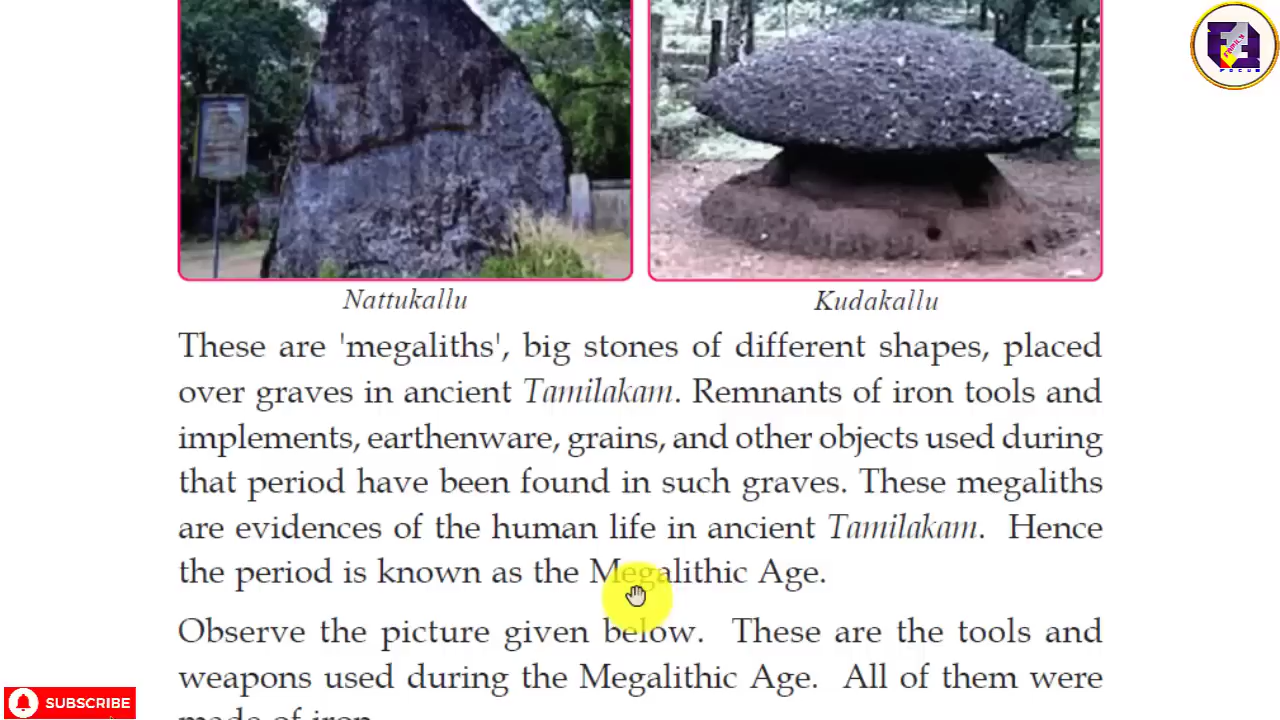 Nattukallu
Kudakallu
These are 'megaliths', big stones of different shapes, placed
over graves in ancient Tamilakam. Remnants of iron tools and
implements, earthenware, grains, and other objects used during
that period have been found in such graves. These megaliths
are evidences of the human life in ancient Tamilakam. Hence
the period is known as the Megalithic Age.
Observe the picture given below. These are the tools and
weapons used during the Megalithic Age. All of them were
made of iron.
SUBSCRIBE